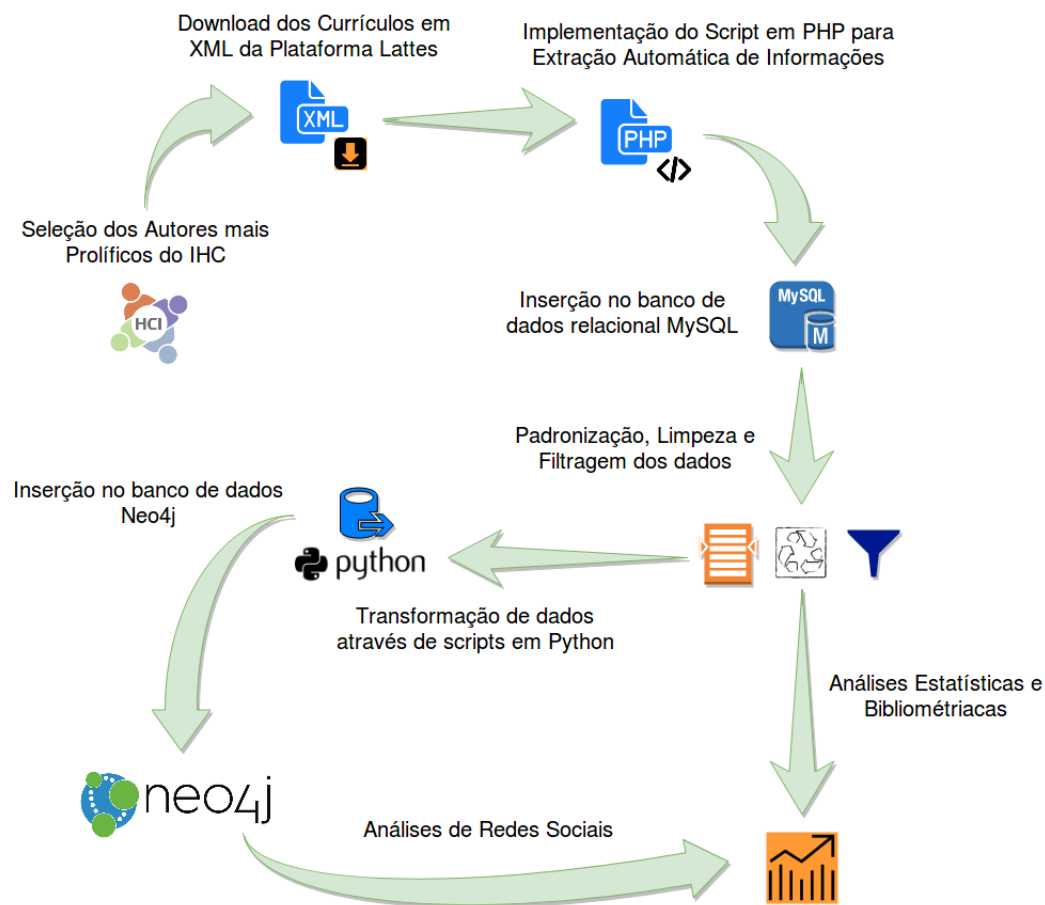 Download dos Currículos em
XML da Plataforma Lattes
Implementação do Script em PHP para
Extração Automática de Informações
XML
PHP
</>
Seleção dos Autores mais
Prolíficos do IHC
HCI
Inserção no banco de
dados relacional MySQL
MySQL
M
Padronização, Limpeza e
Filtragem dos dados
Inserção no banco de dados
Neo4j
python
Transformação de dados
através de scripts em Python
Análises Estatísticas e
Bibliométriacas
neo4j
Análises de Redes Sociais